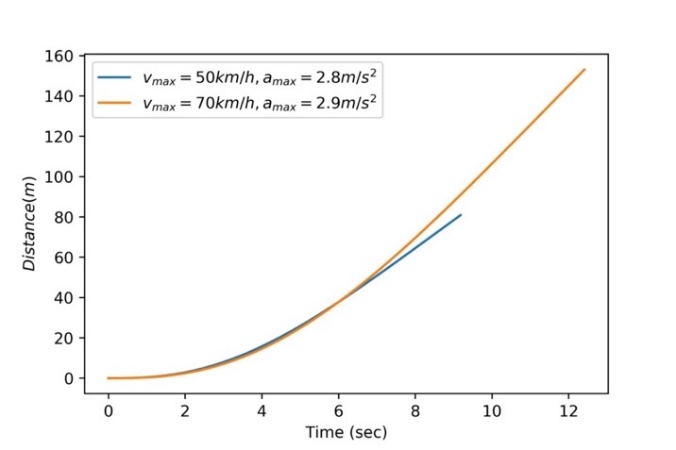 160
140
120
100
80
60
40
20
0
Distance(m)
v_max = 50km/h, a_max = 2.8m/s²
v_max = 70km/h, a_max = 2.9m/s²
0 2 4 6 8 10 12
Time (sec)